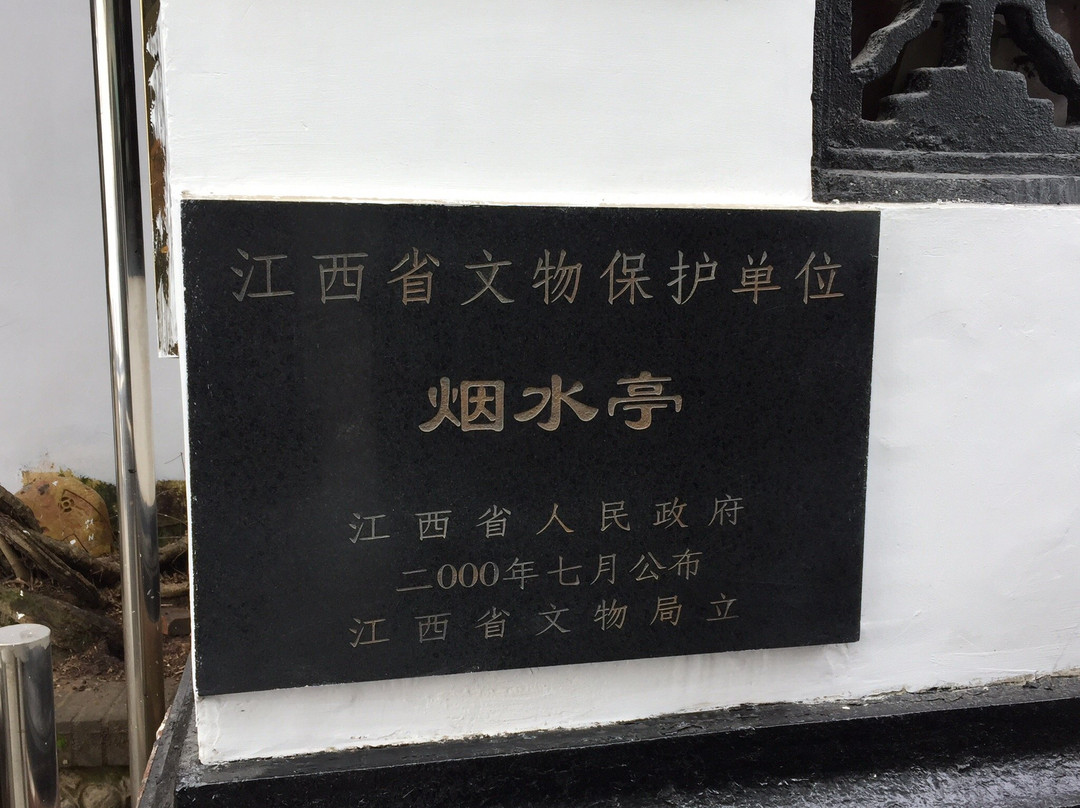 江西省文物保护单位
烟水亭
江西省人民政府
二000年七月公布
江西省文物局立